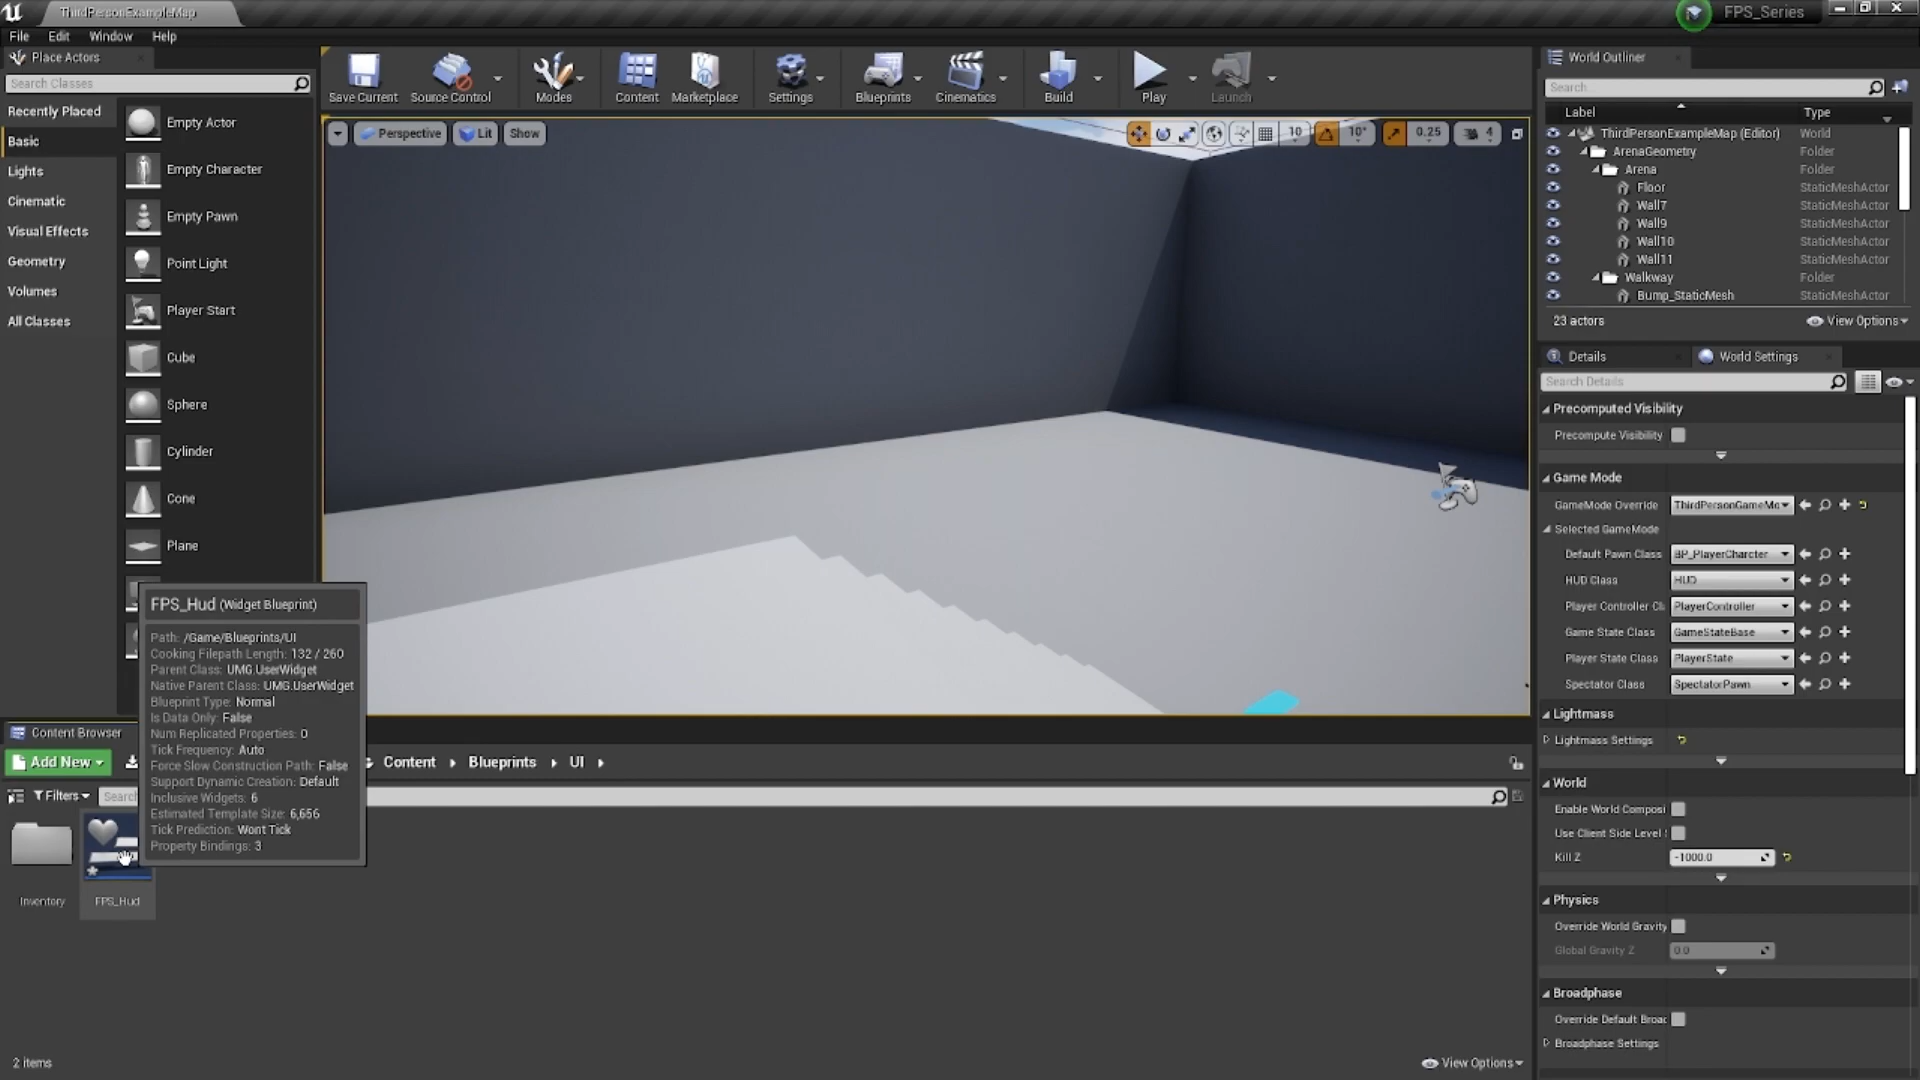 ThirdPersonExampleMap
FPS_Series
File Edit Window Help
Place Actors
Search Classes
Recently Placed
Basic
Lights
Cinematic
Visual Effects
Geometry
Volumes
All Classes
Empty Actor
Empty Character
Empty Pawn
Point Light
Player Start
Cube
Sphere
Cylinder
Cone
Plane
Save Current
Source Control
Modes
Content
Marketplace
Settings
Blueprints
Cinematics
Build
Play
Launch
Perspective
Lit
Show
10
10°
0.25
4
World Outliner
Search...
Label Type
ThirdPersonExampleMap (Editor) World
ArenaGeometry Folder
Arena Folder
Floor StaticMeshActor
Wall7 StaticMeshActor
Wall9 StaticMeshActor
Wall10 StaticMeshActor
Wall11 StaticMeshActor
Walkway Folder
Bump_StaticMesh StaticMeshActor
23 actors
View Options
Details
World Settings
Search Details
Precomputed Visibility
Precompute Visibility
Game Mode
GameMode Override ThirdPersonGameMo
Selected GameMode
Default Pawn Class BP_PlayerCharcter
HUD Class HUD
Player Controller Cl PlayerController
Game State Class GameStateBase
Player State Class PlayerState
Spectator Class SpectatorPawn
Lightmass
Lightmass Settings
World
Enable World Composi
Use Client Side Level
Kill Z -1000.0
Physics
Override World Gravity
Global Gravity Z 0.0
Broadphase
Override Default Broac
Broadphase Settings
FPS_Hud (Widget Blueprint)
Path: /Game/Blueprints/UI
Cooking Filepath Length: 132 / 260
Parent Class: UMG.UserWidget
Native Parent Class: UMG.UserWidget
Blueprint Type: Normal
Is Data Only: False
Num Replicated Properties: 0
Tick Frequency: Auto
Force Slow Construction Path: False
Support Dynamic Creation: Default
Inclusive Widgets: 6
Estimated Template Size: 6,656
Tick Prediction: Wont Tick
Property Bindings: 3
Content Browser
Add New
Content Blueprints UI
Filters
Search
Inventory
FPS_Hud
2 items
View Options